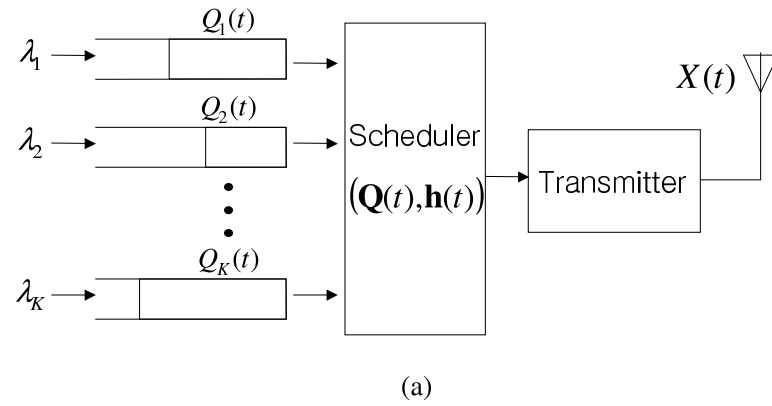 λ₁
Q₁(t)
λ₂
Q₂(t)
λ_K
Q_K(t)
Scheduler
(𝐐(t),𝐡(t))
Transmitter
X(t)
(a)